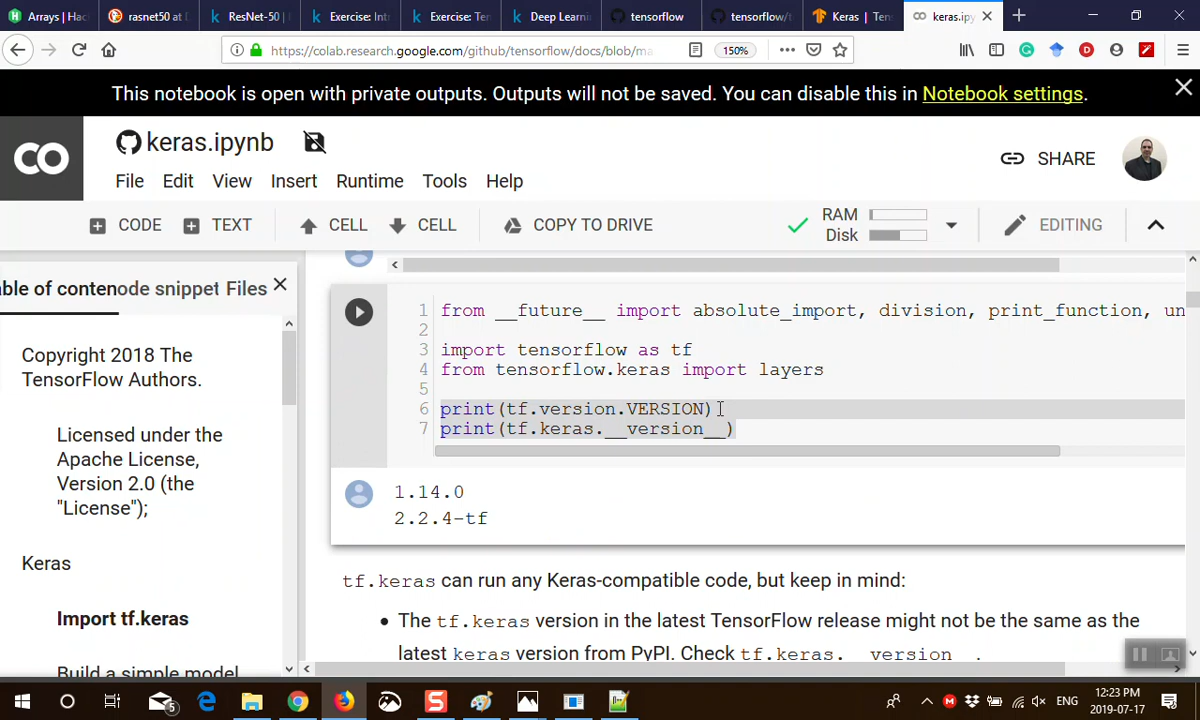 Arrays | Hac
rasnet50 at D
ResNet-50 |
Exercise: Int
Exercise: Te
Deep Learni
tensorflow
tensorflow/t
Keras | Ten
keras.ipy
https://colab.research.google.com/github/tensorflow/docs/blob/ma
150%
This notebook is open with private outputs. Outputs will not be saved. You can disable this in Notebook settings.
CO
keras.ipynb
SHARE
File Edit View Insert Runtime Tools Help
CODE TEXT CELL CELL COPY TO DRIVE
RAM
Disk
EDITING
ble of conten ode snippet Files
Copyright 2018 The
TensorFlow Authors.
Licensed under the
Apache License,
Version 2.0 (the
"License");
Keras
Import tf.keras
Build a simple model
1 from __future__ import absolute_import, division, print_function, un
2
3 import tensorflow as tf
4 from tensorflow.keras import layers
5
6 print(tf.version.VERSION)
7 print(tf.keras.__version__)
1.14.0
2.2.4-tf
tf.keras can run any Keras-compatible code, but keep in mind:
• The tf.keras version in the latest TensorFlow release might not be the same as the
latest keras version from PyPI. Check tf.keras.__version__.
5
ENG
12:23 PM
2019-07-17